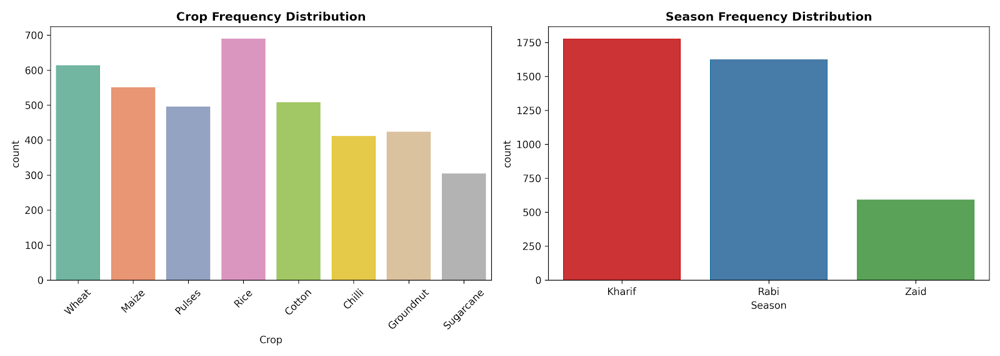 Crop Frequency Distribution
700
600
500
400
300
200
100
0
count
Wheat
Maize
Pulses
Rice
Cotton
Chilli
Groundnut
Sugarcane
Crop
Season Frequency Distribution
1750
1500
1250
1000
750
500
250
0
count
Kharif
Rabi
Zaid
Season